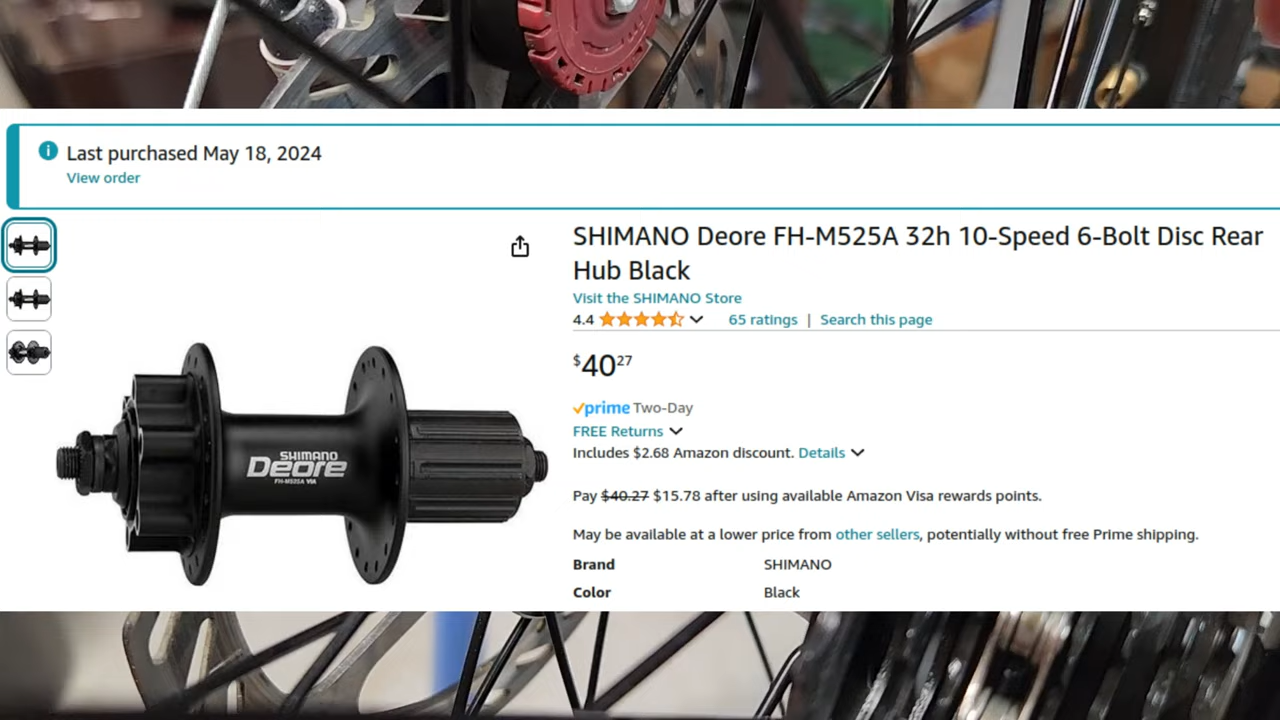 Last purchased May 18, 2024
View order
SHIMANO Deore FH-M525A 32h 10-Speed 6-Bolt Disc Rear
Hub Black
Visit the SHIMANO Store
4.4
65 ratings | Search this page
$40 27
prime Two-Day
FREE Returns
Includes $2.68 Amazon discount. Details
Pay $40.27 $15.78 after using available Amazon Visa rewards points.
May be available at a lower price from other sellers, potentially without free Prime shipping.
Brand SHIMANO
Color Black
SHIMANO
Deore
FH-M525A VIA